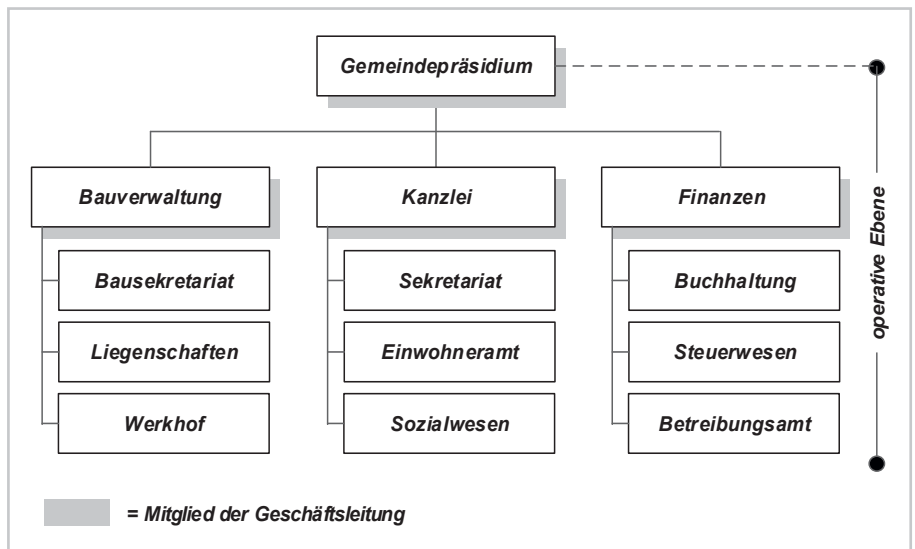 Gemeindepräsidium
Bauverwaltung
Kanzlei
Finanzen
Bausekretariat
Sekretariat
Buchhaltung
Liegenschaften
Einwohneramt
Steuerwesen
Werkhof
Sozialwesen
Betreibungsamt
operative Ebene
= Mitglied der Geschäftsleitung